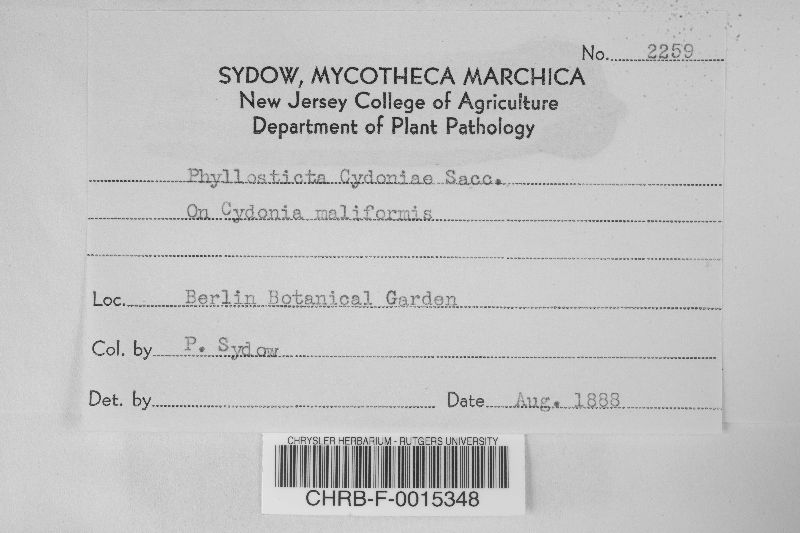 No. 2259
SYDOW, MYCOTHECA MARCHICA
New Jersey College of Agriculture
Department of Plant Pathology
Phyllosticta Cydoniae Sacc.
On Cydonia maliformis
Loc. Berlin Botanical Garden
Col. by P. Sydow
Det. by Date Aug. 1888
CHRYSLER HERBARIUM - RUTGERS UNIVERSITY
CHRB-F-0015348